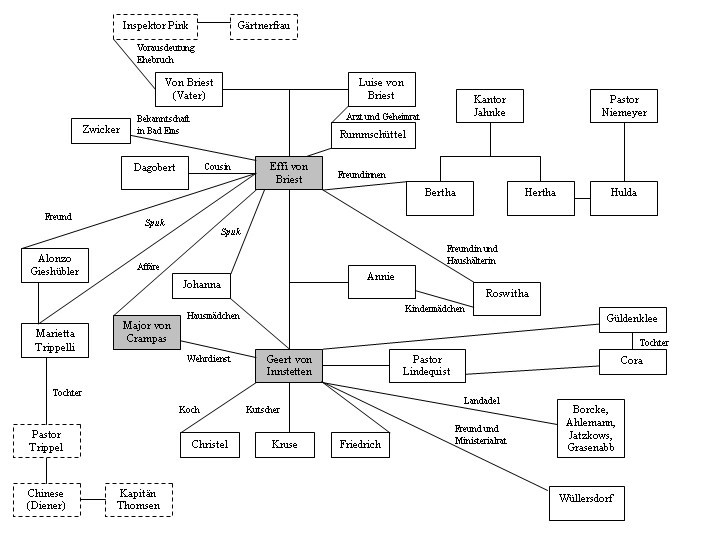 Inspektor Pink
Gärtnerfrau
Vorausdeutung
Ehebruch
Von Briest
(Vater)
Luise von
Briest
Kantor
Jahnke
Pastor
Niemeyer
Bekanntschaft
in Bad Ems
Arzt und Geheimrat
Zwicker
Rummschüttel
Dagobert
Cousin
Effi von
Briest
Freundinnen
Bertha
Hertha
Hulda
Freund
Spuk
Spuk
Affäre
Freundin und
Haushälterin
Alonzo
Gieshübler
Johanna
Annie
Roswitha
Kindermädchen
Hausmädchen
Güldenklee
Marietta
Trippelli
Major von
Crampas
Wehrdienst
Geert von
Innstetten
Pastor
Lindequist
Tochter
Cora
Tochter
Koch
Kutscher
Landadel
Freund und
Ministerialrat
Borcke,
Ahlemann,
Jatzkows,
Grasenabb
Pastor
Trippel
Christel
Kruse
Friedrich
Chinese
(Diener)
Kapitän
Thomsen
Wüllersdorf